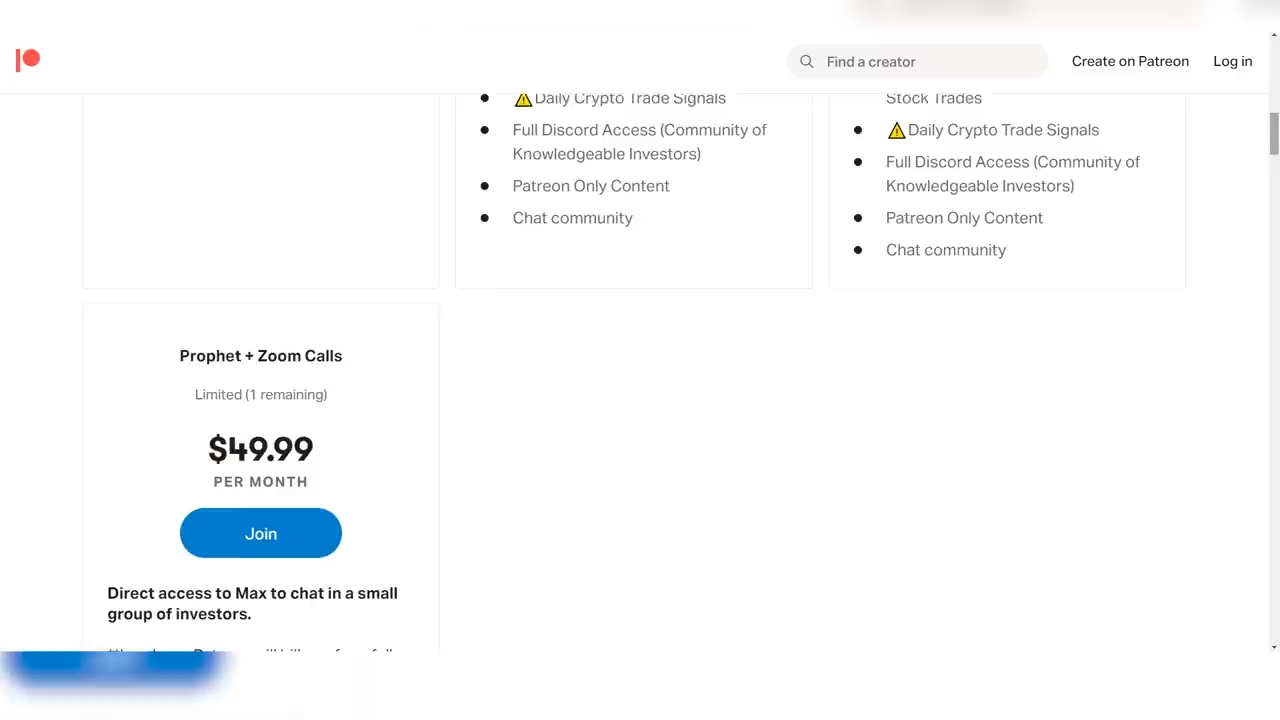 Find a creator
Create on Patreon
Log in
Daily Crypto Trade Signals
Full Discord Access (Community of
Knowledgeable Investors)
Patreon Only Content
Chat community
Stock Trades
Daily Crypto Trade Signals
Full Discord Access (Community of
Knowledgeable Investors)
Patreon Only Content
Chat community
Prophet + Zoom Calls
Limited (1 remaining)
$49.99
PER MONTH
Join
Direct access to Max to chat in a small
group of investors.